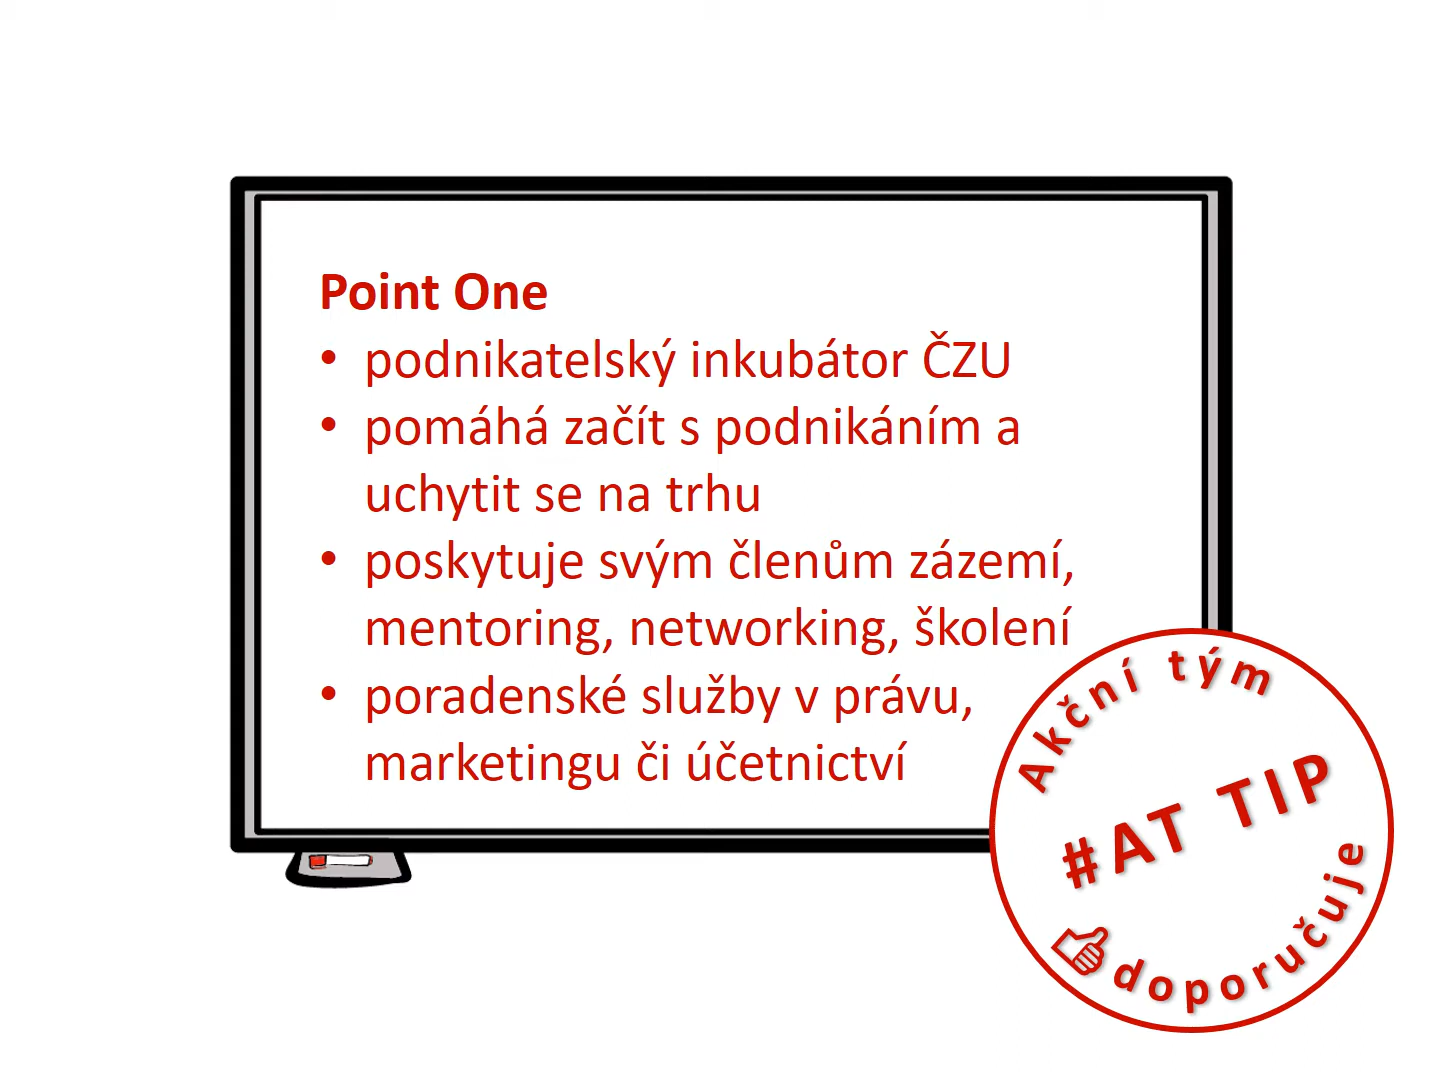 Point One
• podnikatelský inkubátor ČZU
• pomáhá začít s podnikáním a
uchytit se na trhu
• poskytuje svým členům zázemí,
mentoring, networking, školení
• poradenské služby v právu,
marketingu či účetnictví
Akční tým
#AT TIP
doporučuje